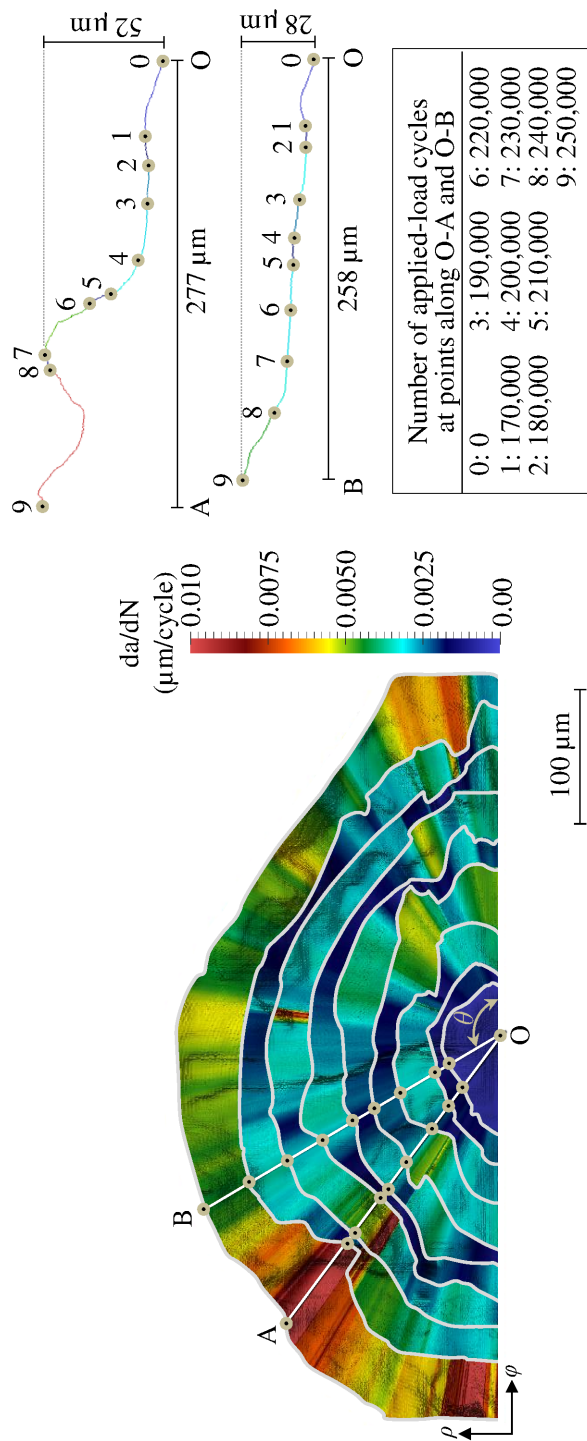 A
B
O
θ
ρ
φ
100 µm
da/dN
(µm/cycle)
0.010
0.0075
0.0050
0.0025
0.00
9
8
7
6
5
4
3
2
1
0
52 µm
A
277 µm
O
9
8
7
6
5
4
3
2
1
0
28 µm
B
258 µm
O
Number of applied-load cycles
at points along O-A and O-B
0: 0 3: 190,000 6: 220,000
1: 170,000 4: 200,000 7: 230,000
2: 180,000 5: 210,000 8: 240,000
9: 250,000